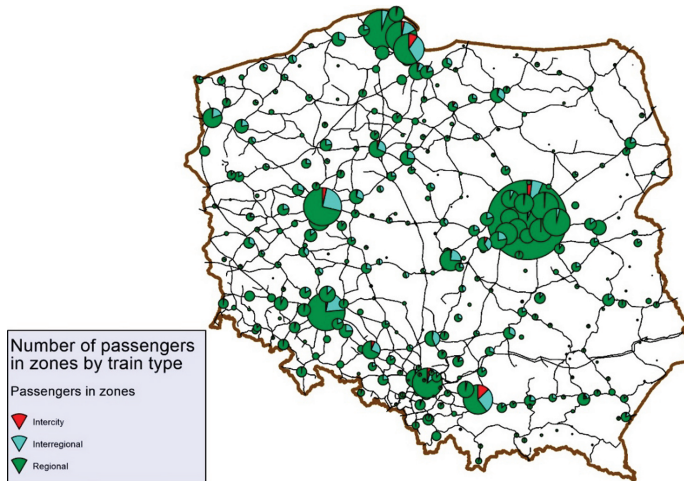 Number of passengers
in zones by train type
Passengers in zones
Intercity
Interregional
Regional